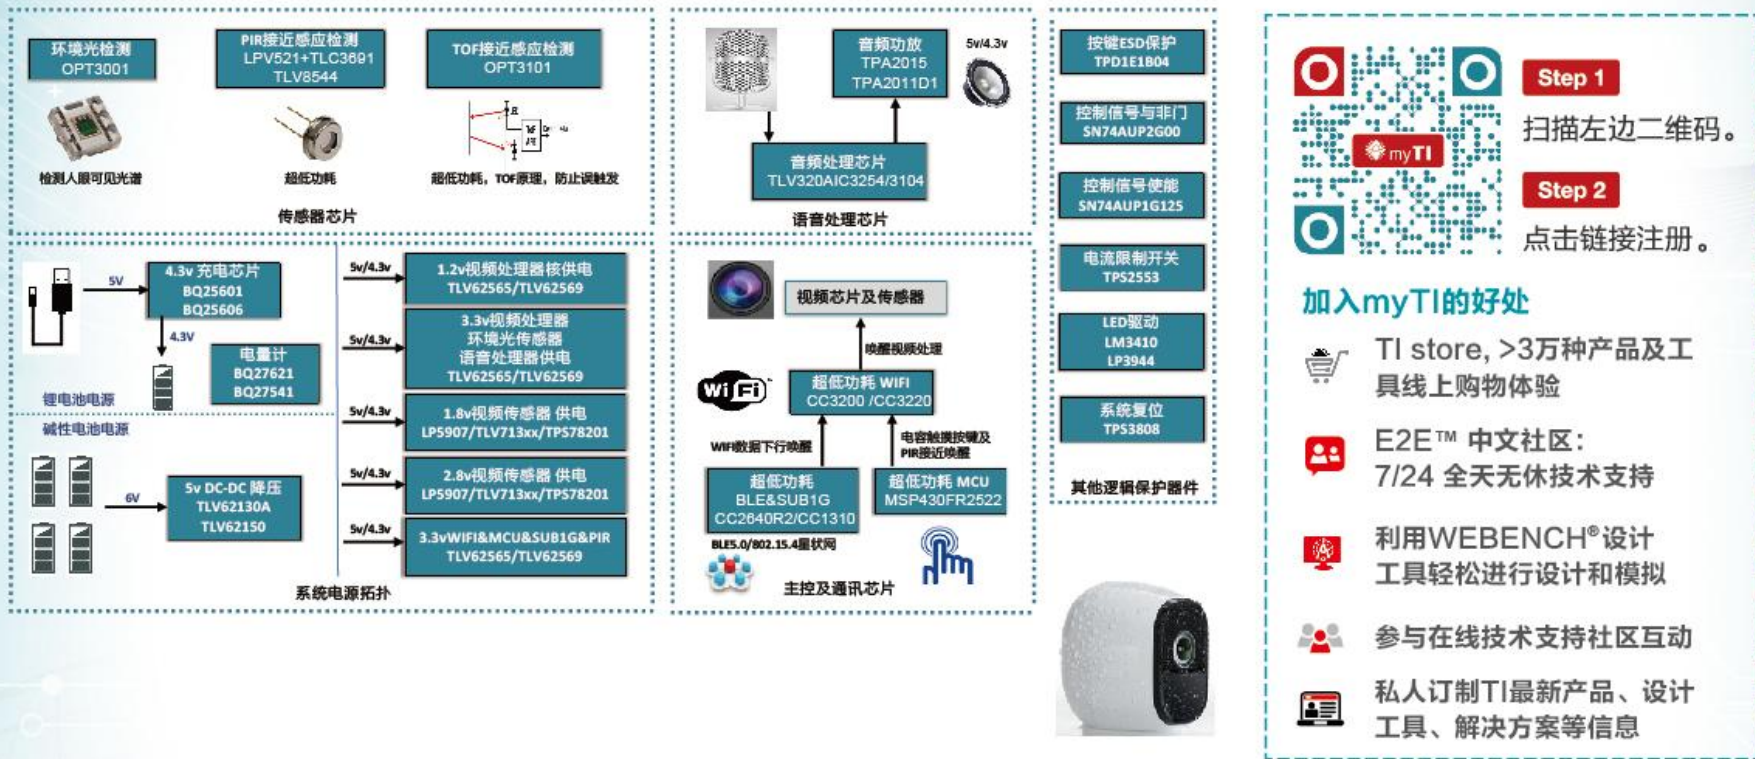 环境光检测
OPT3001
检测人眼可见光谱
PIR接近感应检测
LPV521+TLC3691
TLV8544
超低功耗
TOF接近感应检测
OPT3101
超低功耗，TOF原理，防止误触发
传感器芯片
音频功放
TPA2015
TPA2011D1
5v/4.3v
音频处理芯片
TLV320AIC3254/3104
语音处理芯片
按键ESD保护
TPD1E1B04
控制信号与非门
SN74AUP2G00
控制信号使能
SN74AUP1G125
电流限制开关
TPS2553
LED驱动
LM3410
LP3944
系统复位
TPS3808
其他逻辑保护器件
5V
4.3v 充电芯片
BQ25601
BQ25606
4.3V
电量计
BQ27621
BQ27541
锂电池电源
碱性电池电源
6V
5v DC-DC 降压
TLV62130A
TLV62150
5v/4.3v
1.2v视频处理器核供电
TLV62565/TLV62569
5v/4.3v
3.3v视频处理器
环境光传感器
语音处理器供电
TLV62565/TLV62569
5v/4.3v
1.8v视频传感器 供电
LP5907/TLV713xx/TPS78201
5v/4.3v
2.8v视频传感器 供电
LP5907/TLV713xx/TPS78201
5v/4.3v
3.3vWIFI&MCU&SUB1G&PIR
TLV62565/TLV62569
系统电源拓扑
视频芯片及传感器
唤醒视频处理
WiFi
超低功耗 WIFI
CC3200 /CC3220
WIFI数据下行唤醒
电容触摸按键及
PIR接近唤醒
超低功耗
BLE&SUB1G
CC2640R2/CC1310
超低功耗 MCU
MSP430FR2522
BLE5.0/802.15.4星状网
主控及通讯芯片
myTI
Step 1
扫描左边二维码。
Step 2
点击链接注册。
加入myTI的好处
TI store, >3万种产品及工
具线上购物体验
E2E™ 中文社区：
7/24 全天无休技术支持
利用WEBENCH®设计
工具轻松进行设计和模拟
参与在线技术支持社区互动
私人订制TI最新产品、设计
工具、解决方案等信息